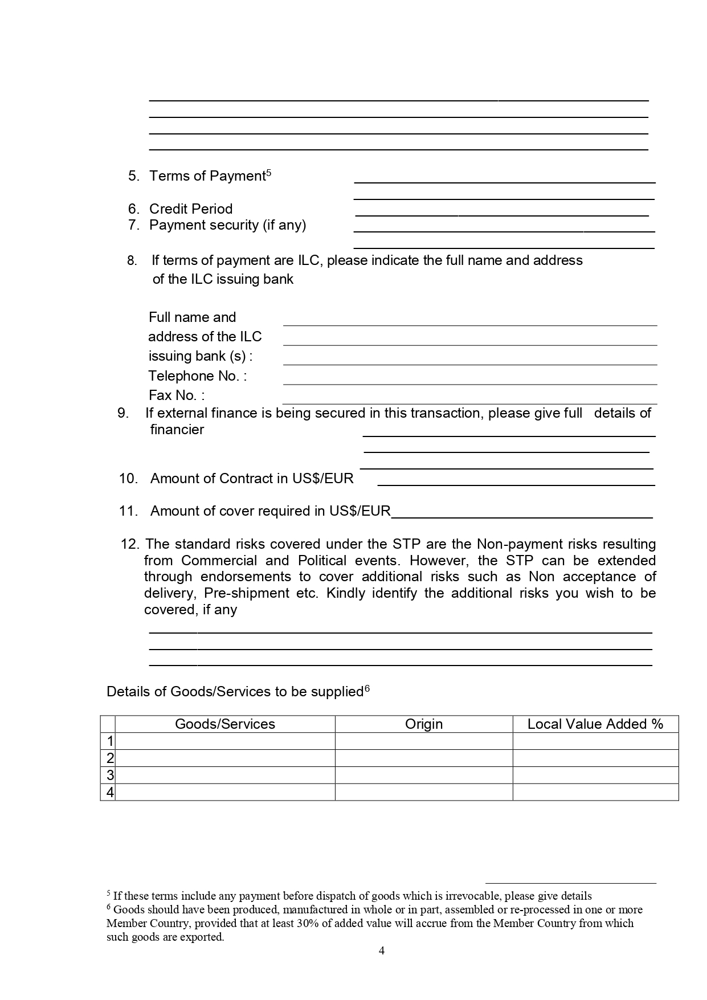 5. Terms of Payment5
6. Credit Period
7. Payment security (if any)
8. If terms of payment are ILC, please indicate the full name and address
of the ILC issuing bank
Full name and
address of the ILC
issuing bank (s) :
Telephone No. :
Fax No. :
9. If external finance is being secured in this transaction, please give full details of
financier
10. Amount of Contract in US$/EUR
11. Amount of cover required in US$/EUR
12. The standard risks covered under the STP are the Non-payment risks resulting
from Commercial and Political events. However, the STP can be extended
through endorsements to cover additional risks such as Non acceptance of
delivery, Pre-shipment etc. Kindly identify the additional risks you wish to be
covered, if any
Details of Goods/Services to be supplied6
Goods/Services Origin Local Value Added %
1
2
3
4
5 If these terms include any payment before dispatch of goods which is irrevocable, please give details
6 Goods should have been produced, manufactured in whole or in part, assembled or re-processed in one or more
Member Country, provided that at least 30% of added value will accrue from the Member Country from which
such goods are exported.
4